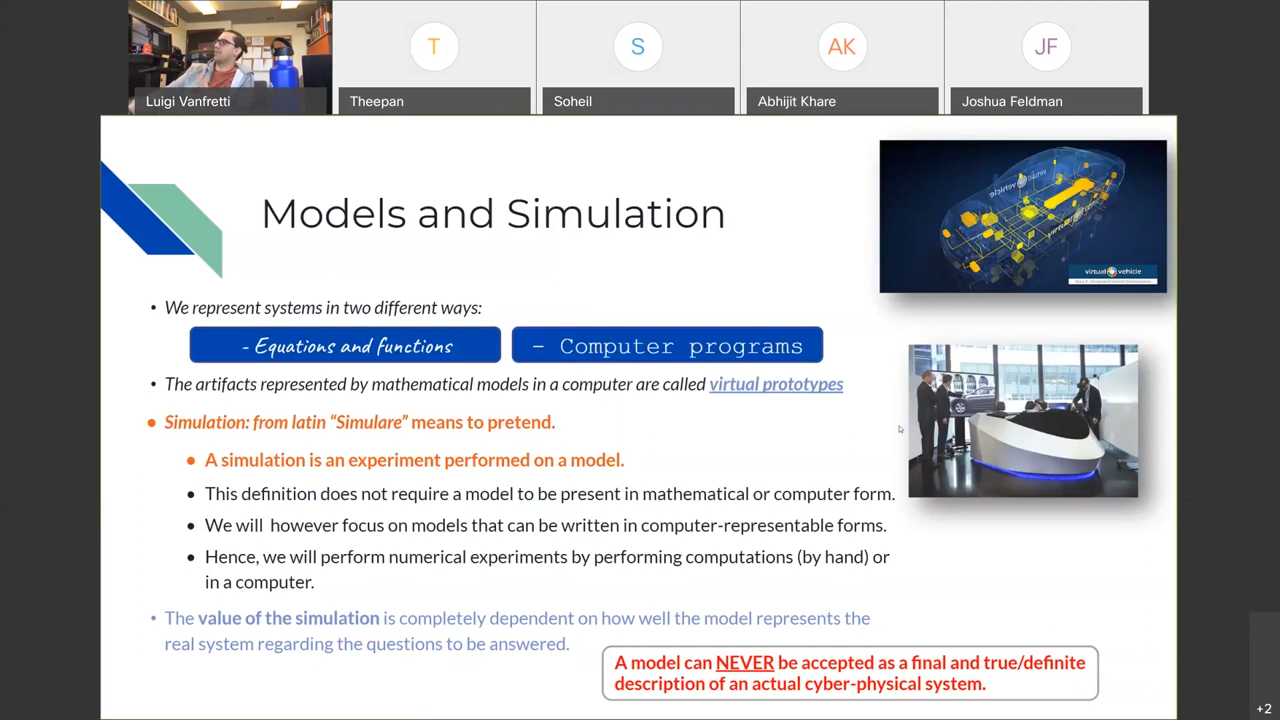 T
S
AK
JF
Luigi Vanfretti
Theepan
Soheil
Abhijit Khare
Joshua Feldman
Models and Simulation
virtual vehicle
• We represent systems in two different ways:
- Equations and functions
- Computer programs
• The artifacts represented by mathematical models in a computer are called virtual prototypes
• Simulation: from latin “Simulare” means to pretend.
• A simulation is an experiment performed on a model.
• This definition does not require a model to be present in mathematical or computer form.
• We will however focus on models that can be written in computer-representable forms.
• Hence, we will perform numerical experiments by performing computations (by hand) or
in a computer.
• The value of the simulation is completely dependent on how well the model represents the
real system regarding the questions to be answered.
A model can NEVER be accepted as a final and true/definite
description of an actual cyber-physical system.
+2